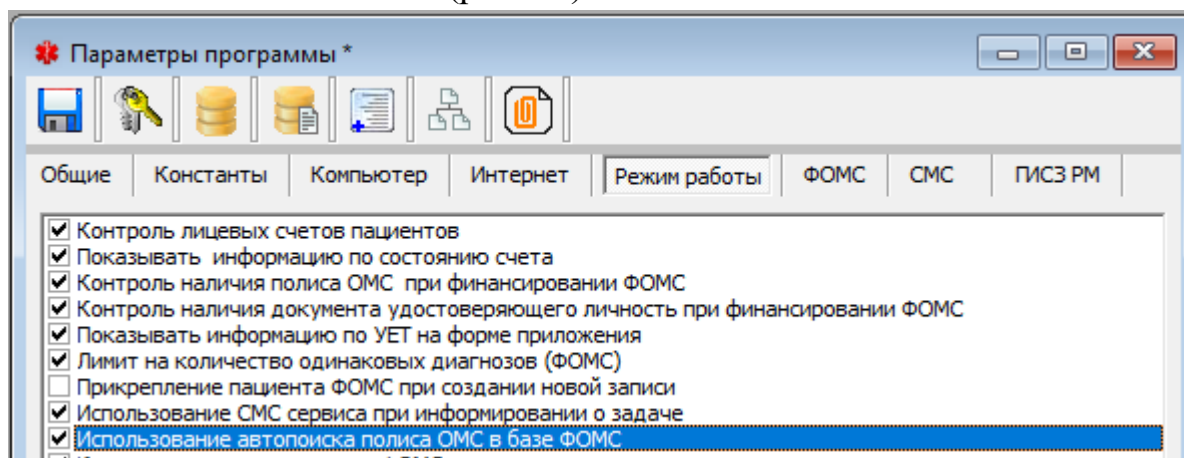 Параметры программы *
Общие Константы Компьютер Интернет Режим работы ФОМС СМС ГИСЗ РМ
Контроль лицевых счетов пациентов
Показывать информацию по состоянию счета
Контроль наличия полиса ОМС при финансировании ФОМС
Контроль наличия документа удостоверяющего личность при финансировании ФОМС
Показывать информацию по УЕТ на форме приложения
Лимит на количество одинаковых диагнозов (ФОМС)
Прикрепление пациента ФОМС при создании новой записи
Использование СМС сервиса при информировании о задаче
Использование автопоиска полиса ОМС в базе ФОМС